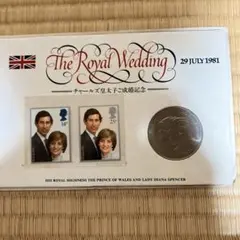 The Royal Wedding
チャールズ皇太子ご成婚記念
29 JULY 1981
HIS ROYAL HIGHNESS THE PRINCE OF WALES AND LADY DIANA SPENCER